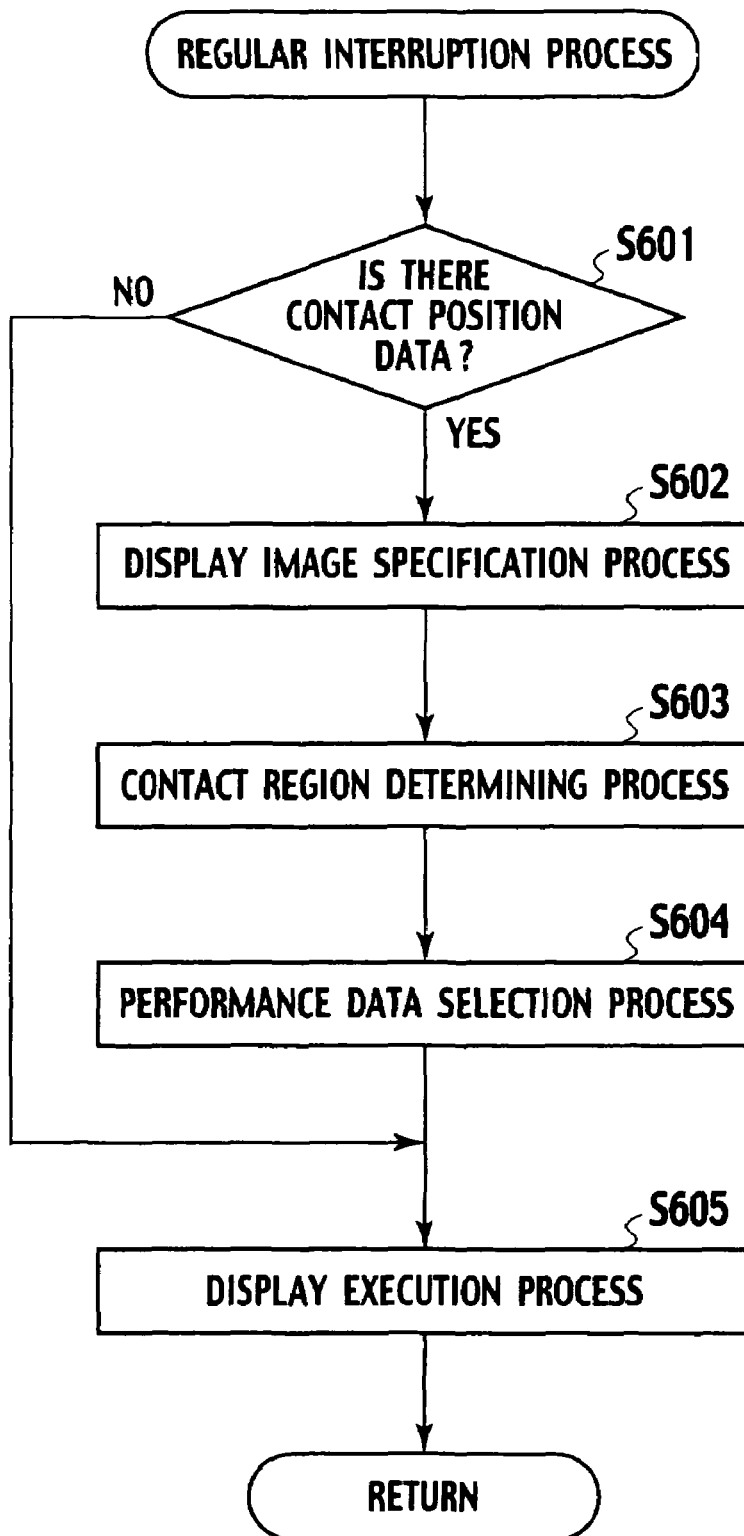 REGULAR INTERRUPTION PROCESS
S601
IS THERE
CONTACT POSITION
DATA?
NO
YES
S602
DISPLAY IMAGE SPECIFICATION PROCESS
S603
CONTACT REGION DETERMINING PROCESS
S604
PERFORMANCE DATA SELECTION PROCESS
S605
DISPLAY EXECUTION PROCESS
RETURN